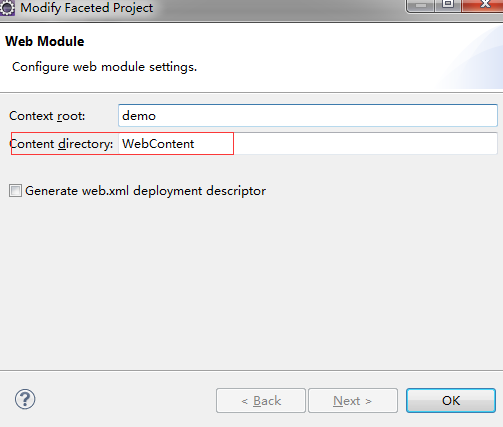 Modify Faceted Project
Web Module
Configure web module settings.
Context root: demo
Content directory: WebContent
Generate web.xml deployment descriptor
?
< Back Next > OK